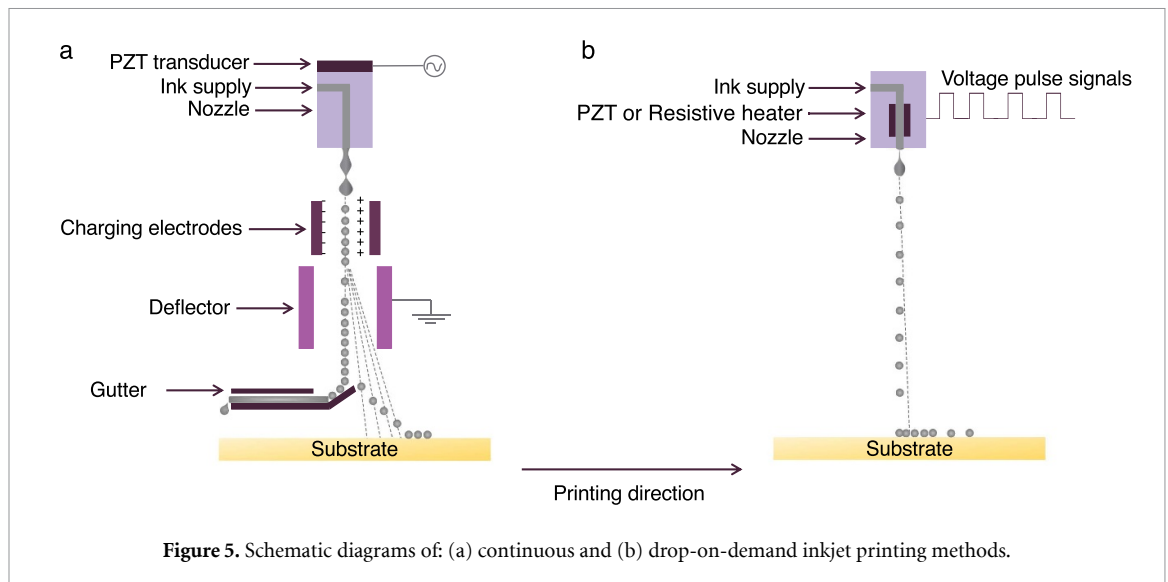 a
PZT transducer
Ink supply
Nozzle
Charging electrodes
Deflector
Gutter
Substrate
b
Ink supply
PZT or Resistive heater
Nozzle
Voltage pulse signals
Substrate
Printing direction
Figure 5. Schematic diagrams of: (a) continuous and (b) drop-on-demand inkjet printing methods.